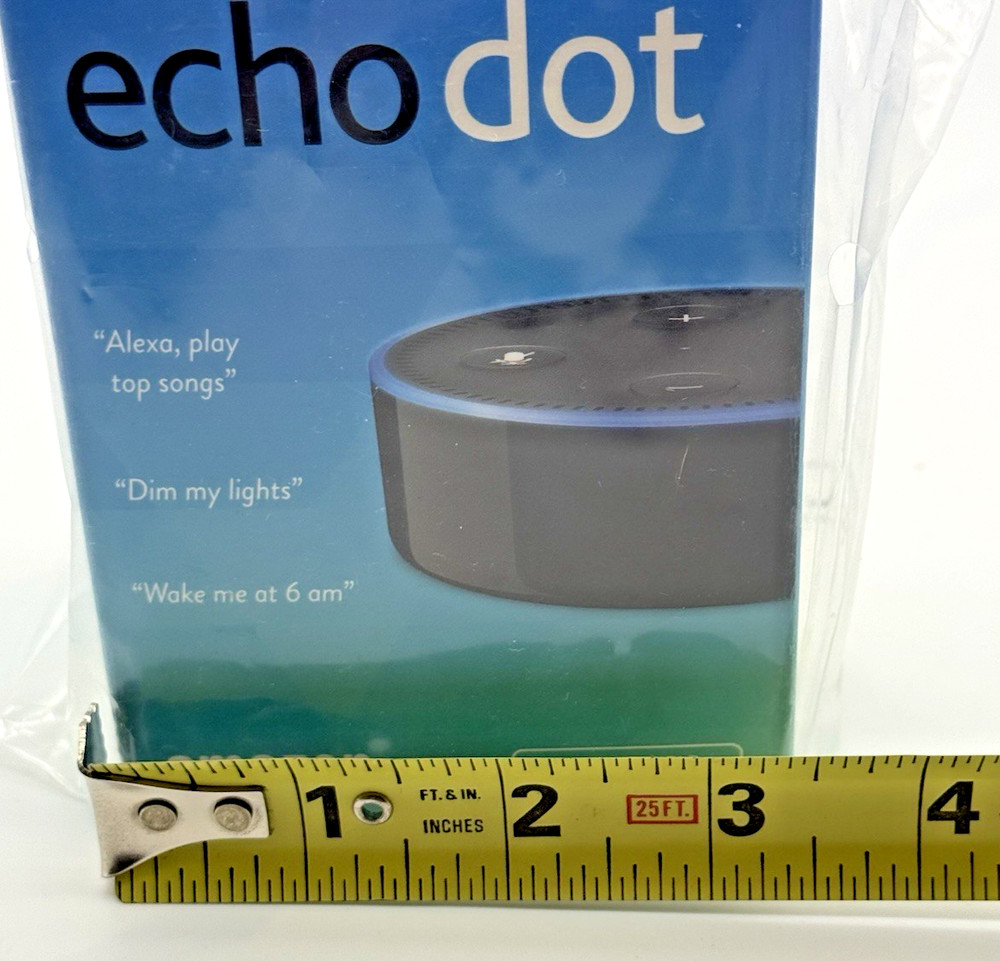 echo dot
“Alexa, play
top songs”
“Dim my lights”
“Wake me at 6 am”
1 FT. & IN. 2 25FT. 3 4
INCHES